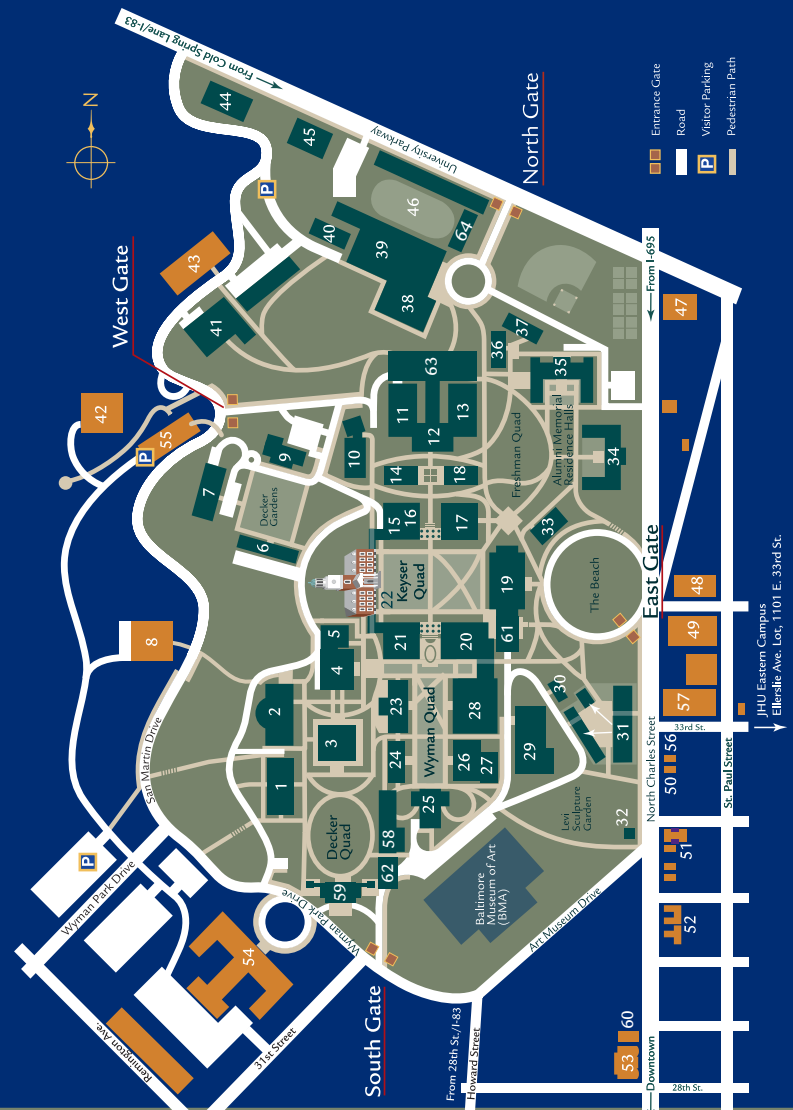 From Cold Spring Lane/I-83
N
University Parkway
North Gate
Entrance Gate
Road
P
Visitor Parking
Pedestrian Path
44
45
P
46
64
40
39
38
43
41
West Gate
42
55
P
From I-695
47
37
36
35
63
11
12
13
Freshman Quad
Alumni Memorial
Residence Halls
34
9
10
14
18
7
Decker
Gardens
6
15
16
17
33
22
Keyser
Quad
19
The Beach
East Gate
48
49
57
8
5
4
21
20
61
2
3
23
Wyman Quad
28
30
31
29
24
26
27
1
25
58
San Martin Drive
33rd St.
JHU Eastern Campus
Ellerslie Ave. Lot, 1101 E. 33rd St.
North Charles Street
St. Paul Street
50
56
Levi
Sculpture
Garden
32
51
52
Decker
Quad
59
62
Baltimore
Museum of Art
(BMA)
Art Museum Drive
P
Wyman Park Drive
Wyman Park Drive
54
Remington Ave.
31st Street
South Gate
From 28th St./I-83
Howard Street
60
53
Downtown
28th St.